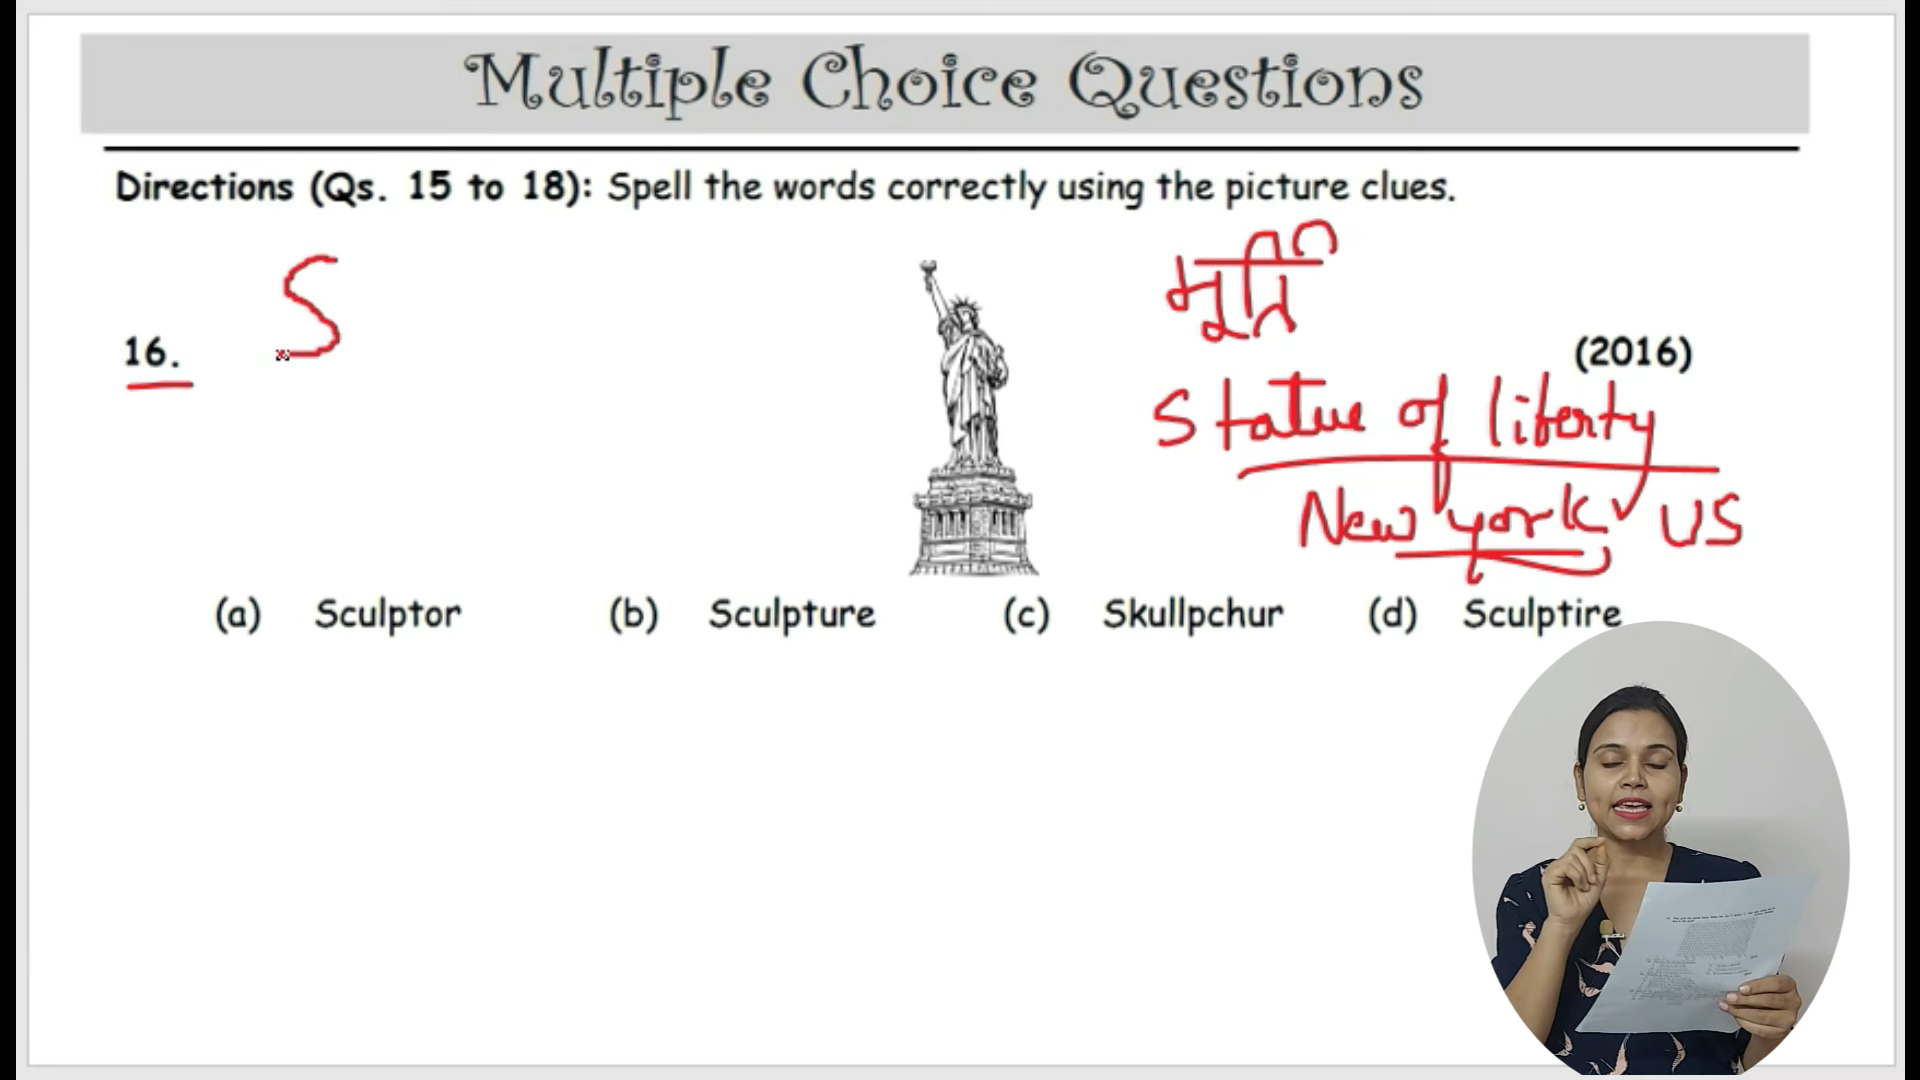 Multiple Choice Questions
Directions (Qs. 15 to 18): Spell the words correctly using the picture clues.
S
मूर्ति
16.
(2016)
Statue of liberty
New york US
(a) Sculptor (b) Sculpture (c) Skullpchur (d) Sculptire